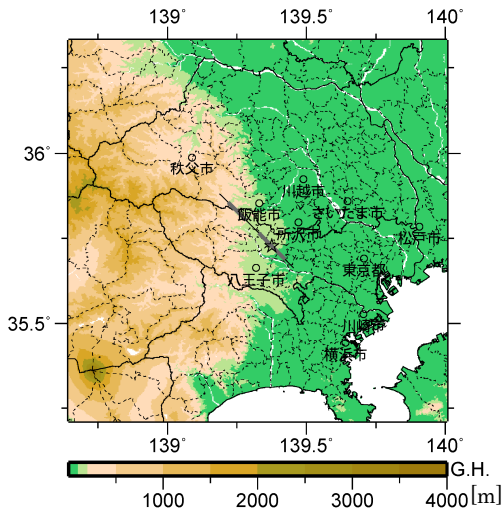 139° 139.5° 140°
36°
35.5°
秩父市
川越市
飯能市
さいたま市
所沢市
松戸市
八王子市
東京都
川崎市
横浜市
139° 139.5° 140°
G.H.
1000 2000 3000 4000 [m]